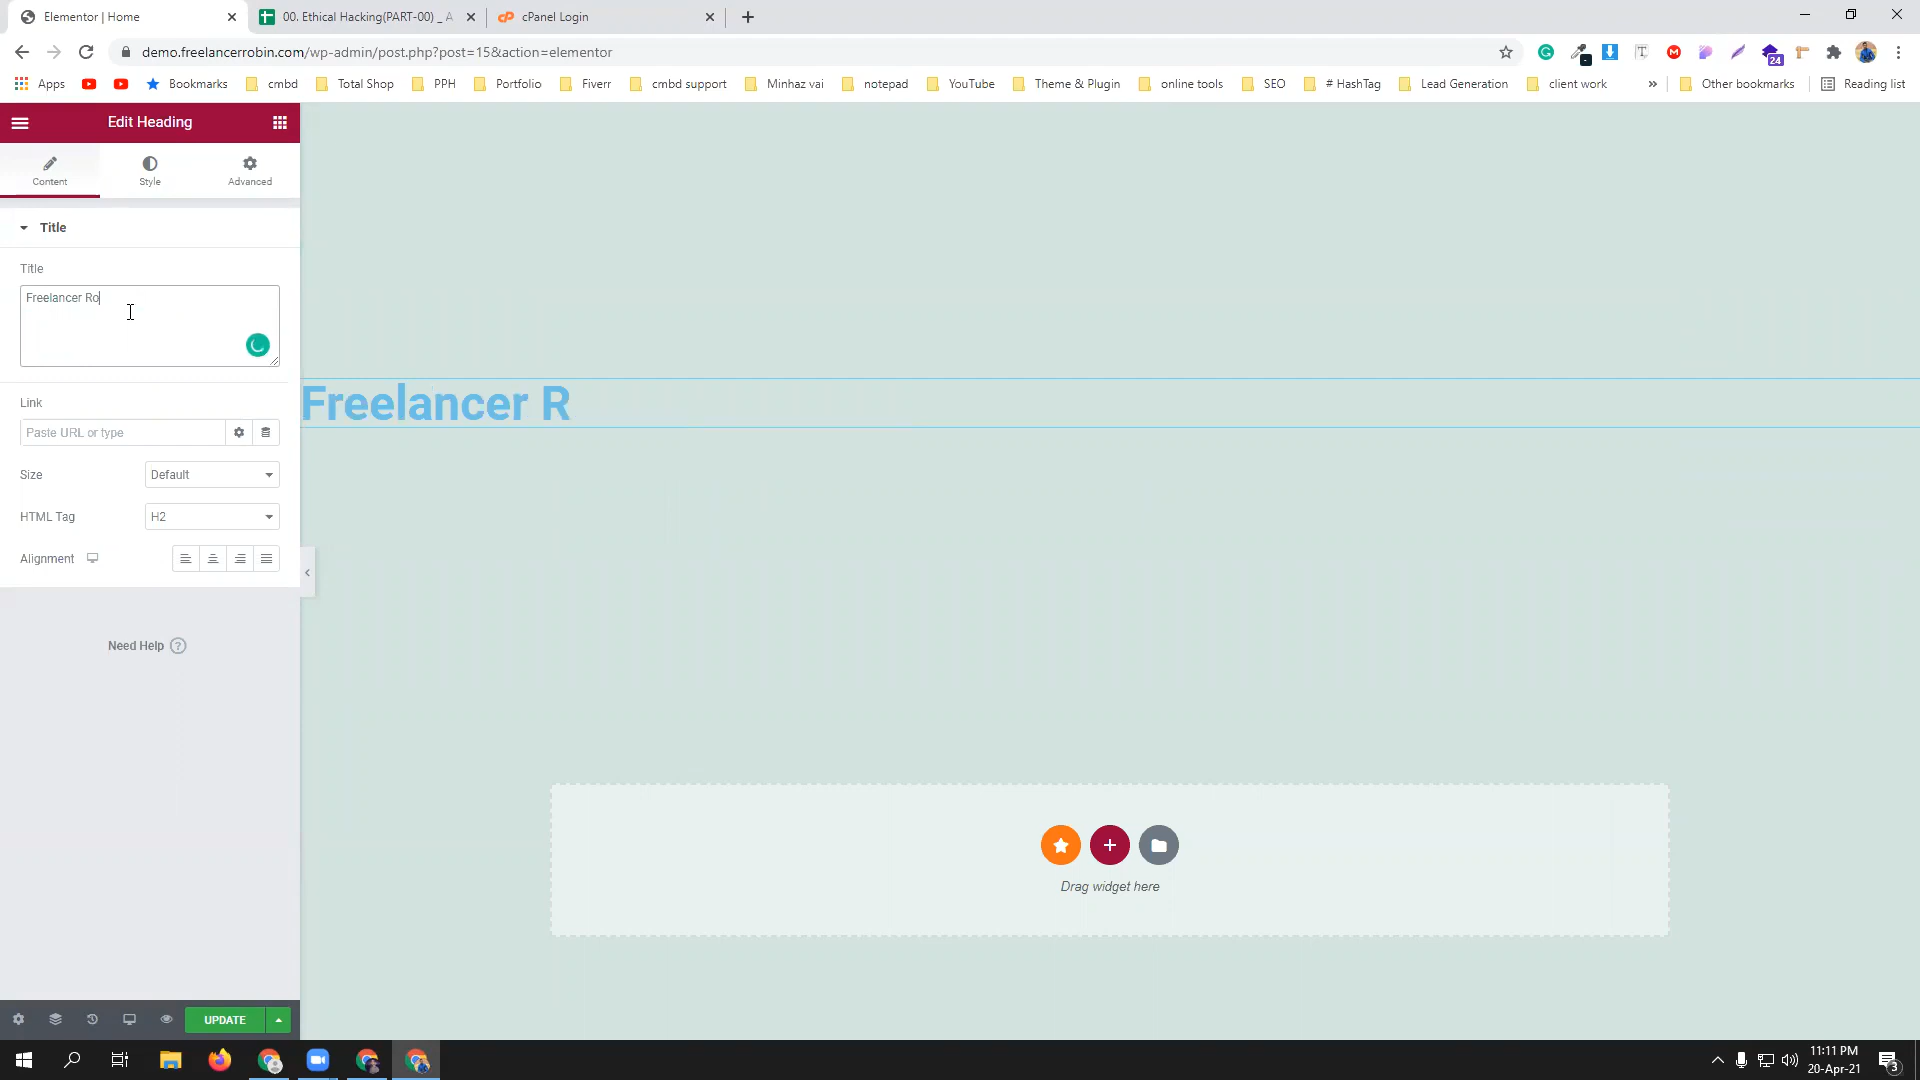 Elementor | Home
00. Ethical Hacking(PART-00) _ A
cPanel Login
demo.freelancerrobin.com/wp-admin/post.php?post=15&action=elementor
24
Apps
Bookmarks
cmbd
Total Shop
PPH
Portfolio
Fiverr
cmbd support
Minhaz vai
notepad
YouTube
Theme & Plugin
online tools
SEO
# HashTag
Lead Generation
client work
»
Other bookmarks
Reading list
Edit Heading
Content
Style
Advanced
Title
Title
Freelancer Ro
Freelancer R
Link
Paste URL or type
Size
Default
HTML Tag
H2
Alignment
Need Help ?
Drag widget here
UPDATE
11:11 PM
20-Apr-21
3